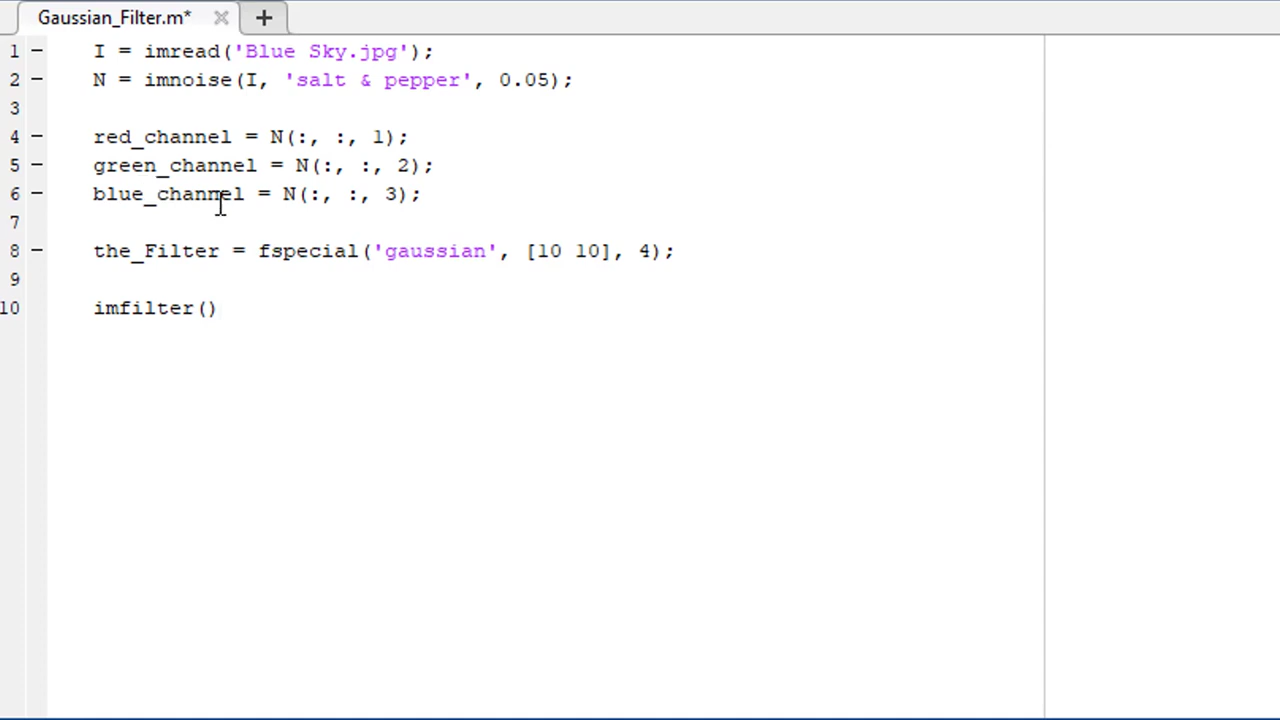 Gaussian_Filter.m*
1 I = imread('Blue Sky.jpg');
2 N = imnoise(I, 'salt & pepper', 0.05);
3
4 red_channel = N(:, :, 1);
5 green_channel = N(:, :, 2);
6 blue_channel = N(:, :, 3);
7
8 the_Filter = fspecial('gaussian', [10 10], 4);
9
10 imfilter()